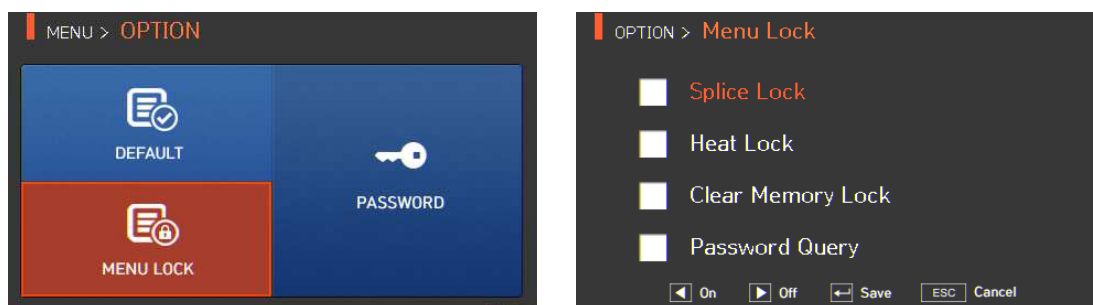 MENU > OPTION
DEFAULT
PASSWORD
MENU LOCK
OPTION > Menu Lock
Splice Lock
Heat Lock
Clear Memory Lock
Password Query
On Off Save ESC Cancel